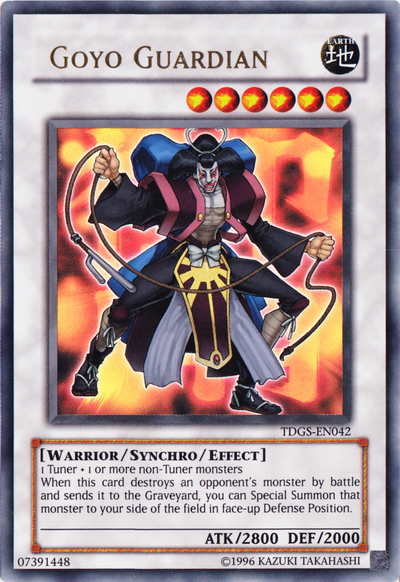 GOYO GUARDIAN
EARTH
地
TDGS-EN042
[WARRIOR/SYNCHRO/EFFECT]
1 Tuner + 1 or more non-Tuner monsters
When this card destroys an opponent's monster by battle
and sends it to the Graveyard, you can Special Summon that
monster to your side of the field in face-up Defense Position.
ATK/2800 DEF/2000
07391448
©1996 KAZUKI TAKAHASHI